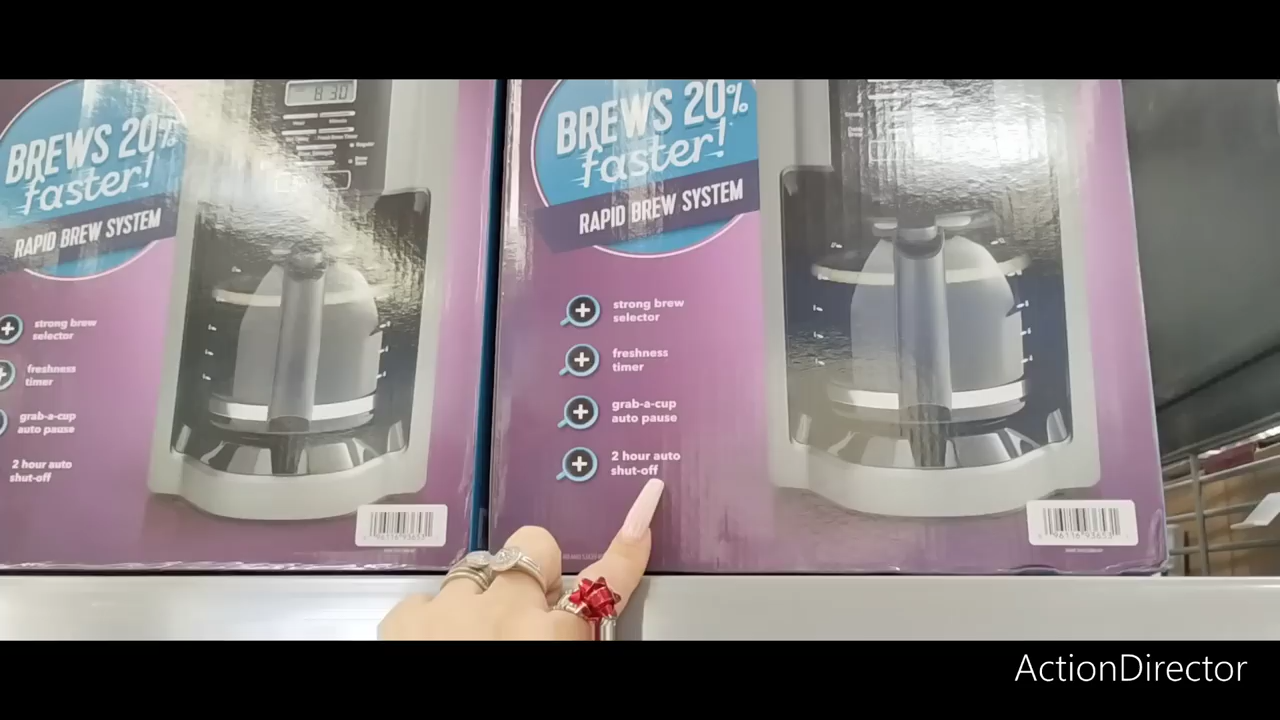 8:30
BREWS 20%
faster!
RAPID BREW SYSTEM
strong brew
selector
freshness
timer
grab-a-cup
auto pause
2 hour auto
shut-off
BREWS 20%
faster!
RAPID BREW SYSTEM
strong brew
selector
freshness
timer
grab-a-cup
auto pause
2 hour auto
shut-off
ActionDirector